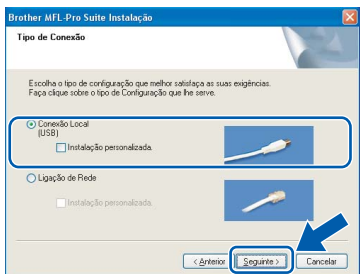 Brother MFL-Pro Suite Instalação
Tipo de Conexão
Escolha o tipo de configuração que melhor satisfaça as suas exigências.
Faça clique sobre o tipo de Configuração que lhe serve.
Conexão Local
(USB)
Instalação personalizada.
Ligação de Rede
Instalação personalizada.
< Anterior
Seguinte >
Cancelar